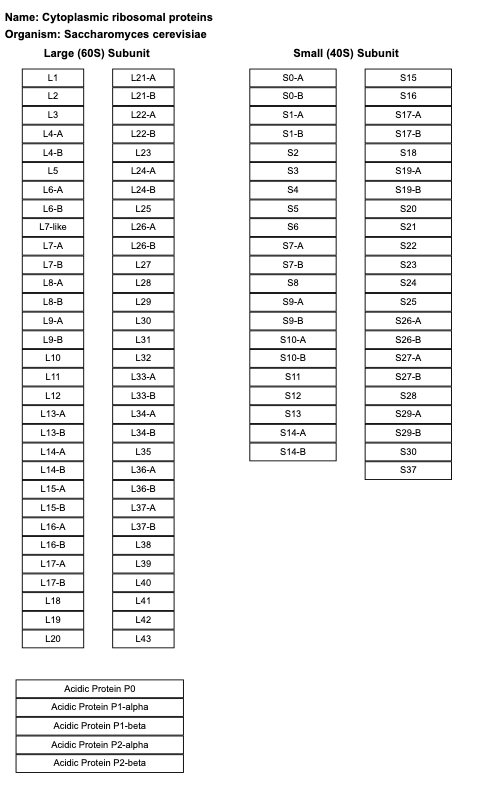 Name: Cytoplasmic ribosomal proteins
Organism: Saccharomyces cerevisiae
Large (60S) Subunit
L1
L2
L3
L4-A
L4-B
L5
L6-A
L6-B
L7-like
L7-A
L7-B
L8-A
L8-B
L9-A
L9-B
L10
L11
L12
L13-A
L13-B
L14-A
L14-B
L15-A
L15-B
L16-A
L16-B
L17-A
L17-B
L18
L19
L20
L21-A
L21-B
L22-A
L22-B
L23
L24-A
L24-B
L25
L26-A
L26-B
L27
L28
L29
L30
L31
L32
L33-A
L33-B
L34-A
L34-B
L35
L36-A
L36-B
L37-A
L37-B
L38
L39
L40
L41
L42
L43
Small (40S) Subunit
S0-A
S0-B
S1-A
S1-B
S2
S3
S4
S5
S6
S7-A
S7-B
S8
S9-A
S9-B
S10-A
S10-B
S11
S12
S13
S14-A
S14-B
S15
S16
S17-A
S17-B
S18
S19-A
S19-B
S20
S21
S22
S23
S24
S25
S26-A
S26-B
S27-A
S27-B
S28
S29-A
S29-B
S30
S37
Acidic Protein P0
Acidic Protein P1-alpha
Acidic Protein P1-beta
Acidic Protein P2-alpha
Acidic Protein P2-beta